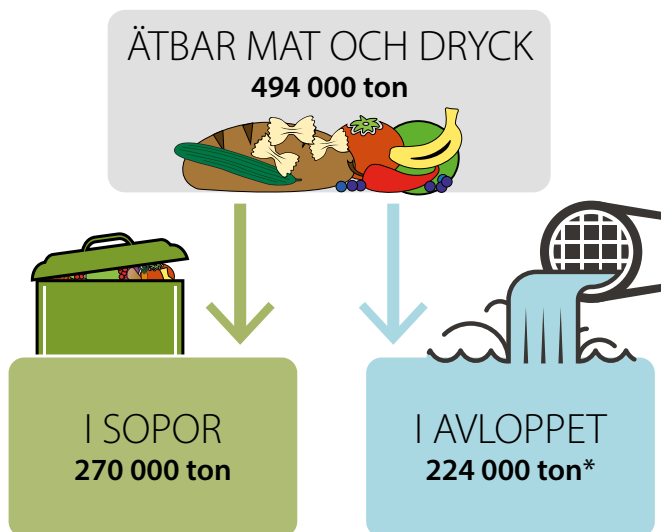 ÄTBAR MAT OCH DRYCK
494 000 ton
I SOPOR
270 000 ton
I AVLOPPET
224 000 ton*